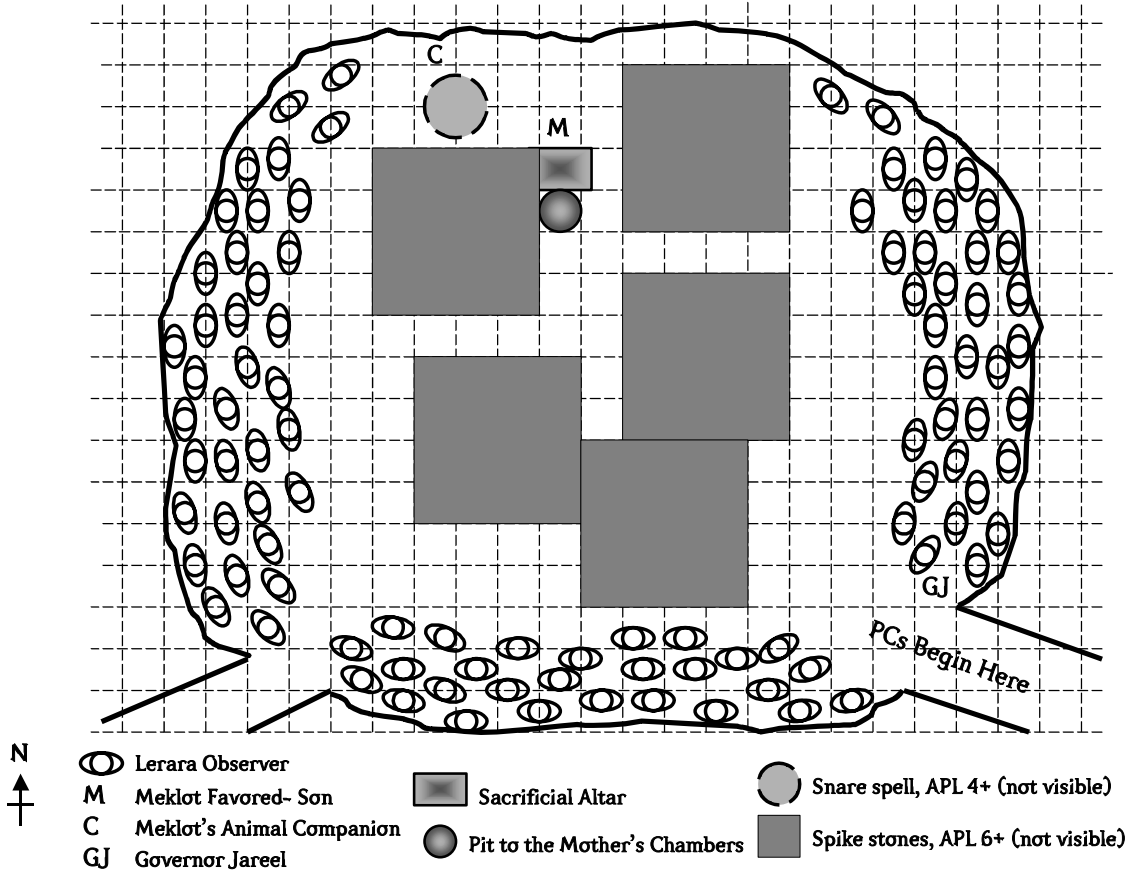 C
M
GJ
PCs Begin Here
N
Lerara Observer
M Meklot Favored- Son
C Meklot's Animal Companion
GJ Governor Jareel
Sacrificial Altar
Pit to the Mother's Chambers
Snare spell, APL 4+ (not visible)
Spike stones, APL 6+ (not visible)